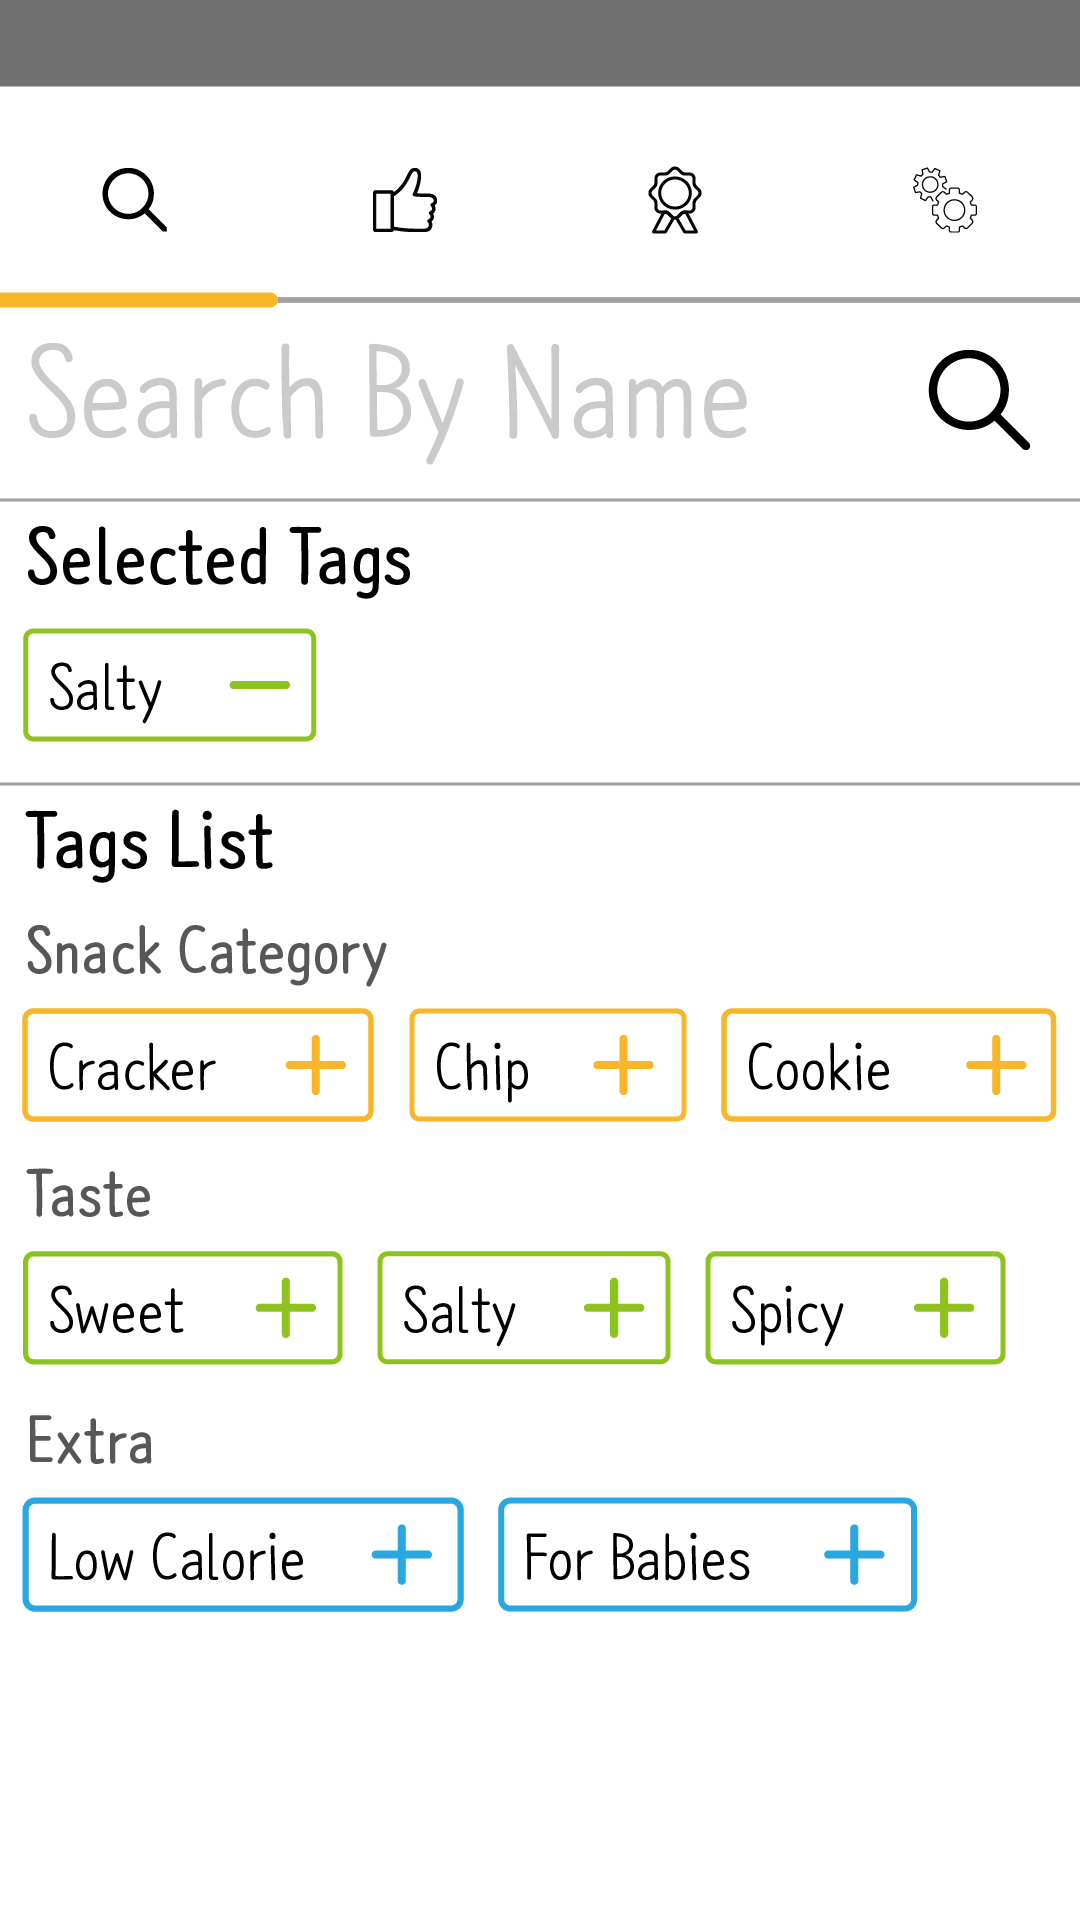 Search By Name
Selected Tags
Salty
Tags List
Snack Category
Cracker Chip Cookie
Taste
Sweet Salty Spicy
Extra
Low Calorie For Babies